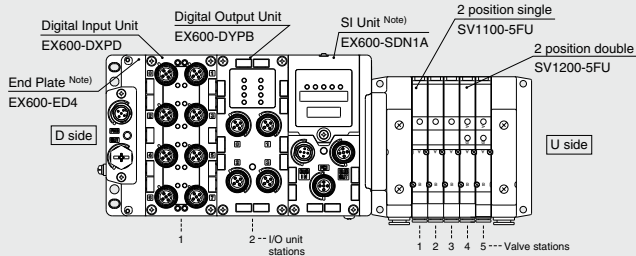 Digital Input Unit
EX600-DXPD
Digital Output Unit
EX600-DYPB
SI Unit Note)
EX600-SDN1A
2 position single
SV1100-5FU
2 position double
SV1200-5FU
End Plate Note)
EX600-ED4
D side
U side
1
2 -- I/O unit stations
1 2 3 4 5 --- Valve stations